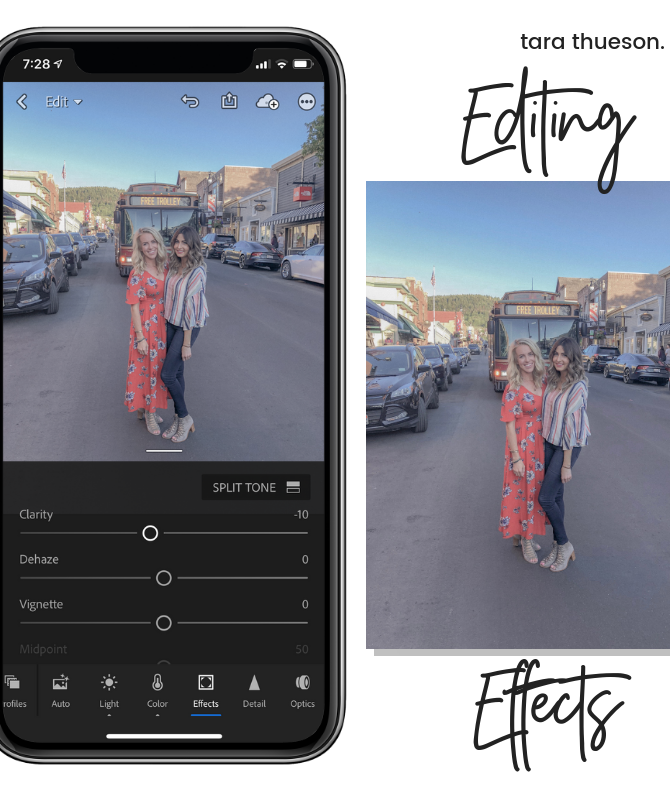 7:28
Edit
FREE TROLLEY
SPLIT TONE
Clarity -10
Dehaze 0
Vignette 0
Midpoint 50
rofiles Auto Light Color Effects Detail Optics
tara thueson.
Editing
FREE TROLLEY
Effects